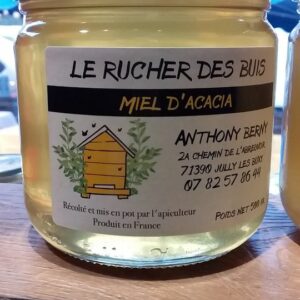 LE RUCHER DES BUIS
MIEL D'ACACIA
ANTHONY BERNY
2A CHEMIN DE L'ABREUVOIR
71390 JULLY LES BUXY
07 82 57 86 44
Récolté et mis en pot par l'apiculteur
Produit en France
POIDS NET